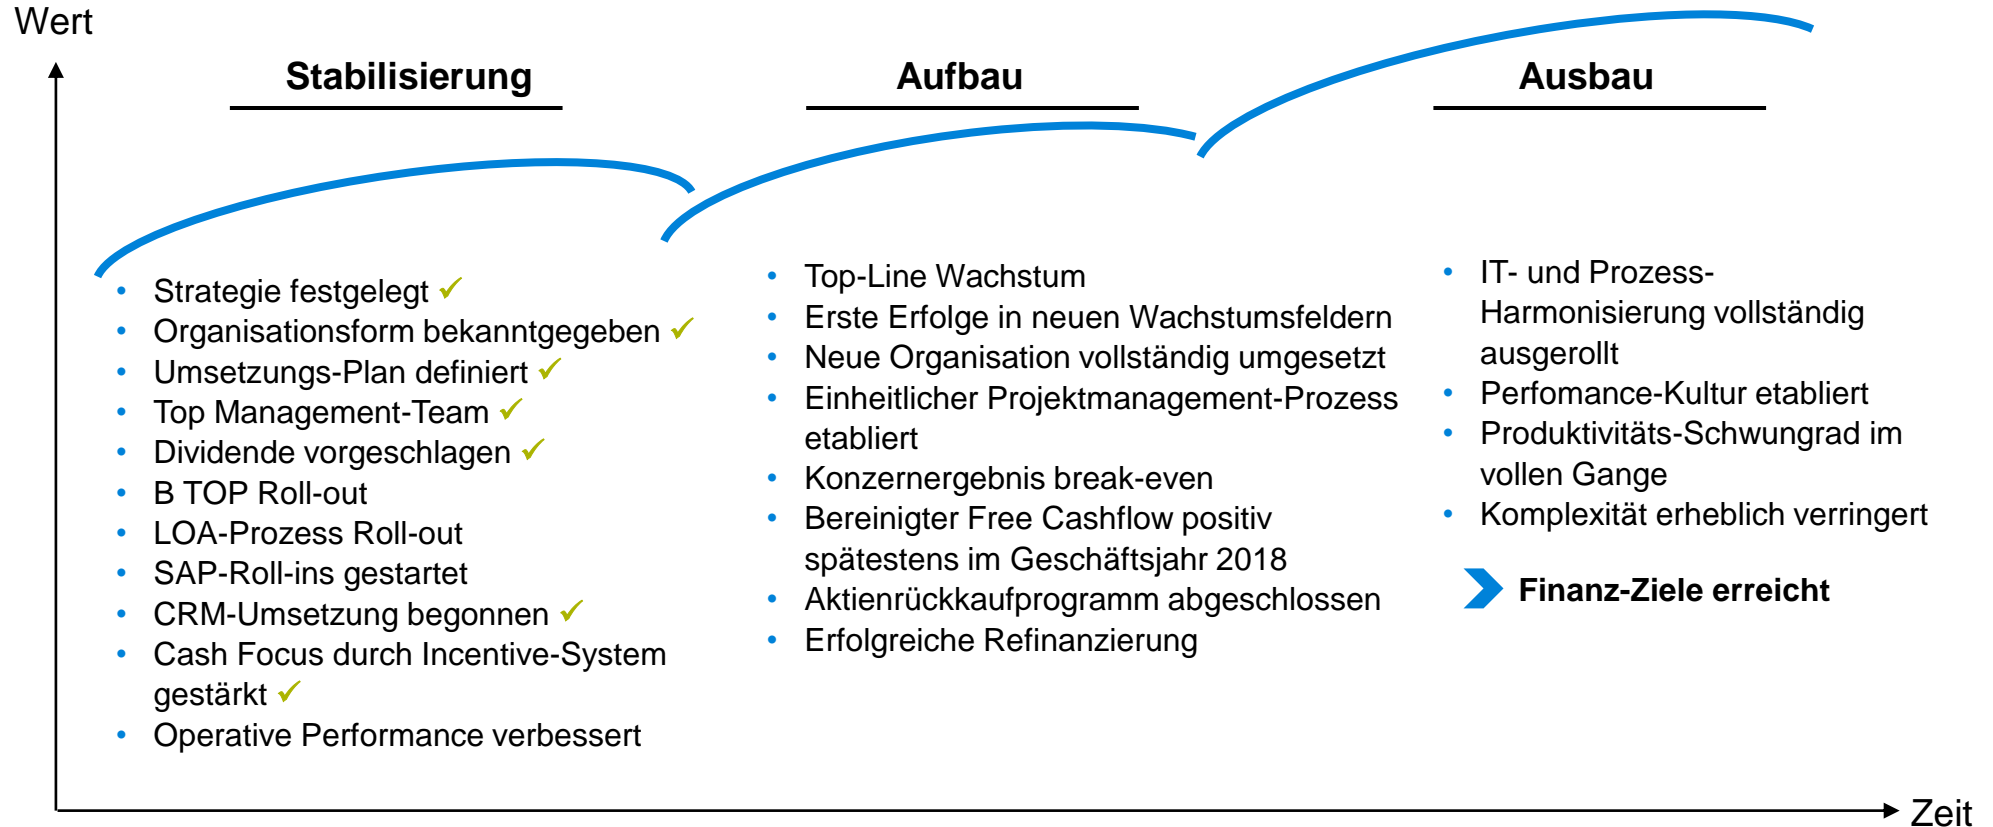 Wert
Stabilisierung
Strategie festgelegt ✓
Organisationsform bekanntgegeben ✓
Umsetzungs-Plan definiert ✓
Top Management-Team ✓
Dividende vorgeschlagen ✓
B TOP Roll-out
LOA-Prozess Roll-out
SAP-Roll-ins gestartet
CRM-Umsetzung begonnen ✓
Cash Focus durch Incentive-System
gestärkt ✓
Operative Performance verbessert
Aufbau
Top-Line Wachstum
Erste Erfolge in neuen Wachstumsfeldern
Neue Organisation vollständig umgesetzt
Einheitlicher Projektmanagement-Prozess
etabliert
Konzernergebnis break-even
Bereinigter Free Cashflow positiv
spätestens im Geschäftsjahr 2018
Aktienrückkaufprogramm abgeschlossen
Erfolgreiche Refinanzierung
Ausbau
IT- und Prozess-
Harmonisierung vollständig
ausgerollt
Perfomance-Kultur etabliert
Produktivitäts-Schwungrad im
vollen Gange
Komplexität erheblich verringert
Finanz-Ziele erreicht
Zeit